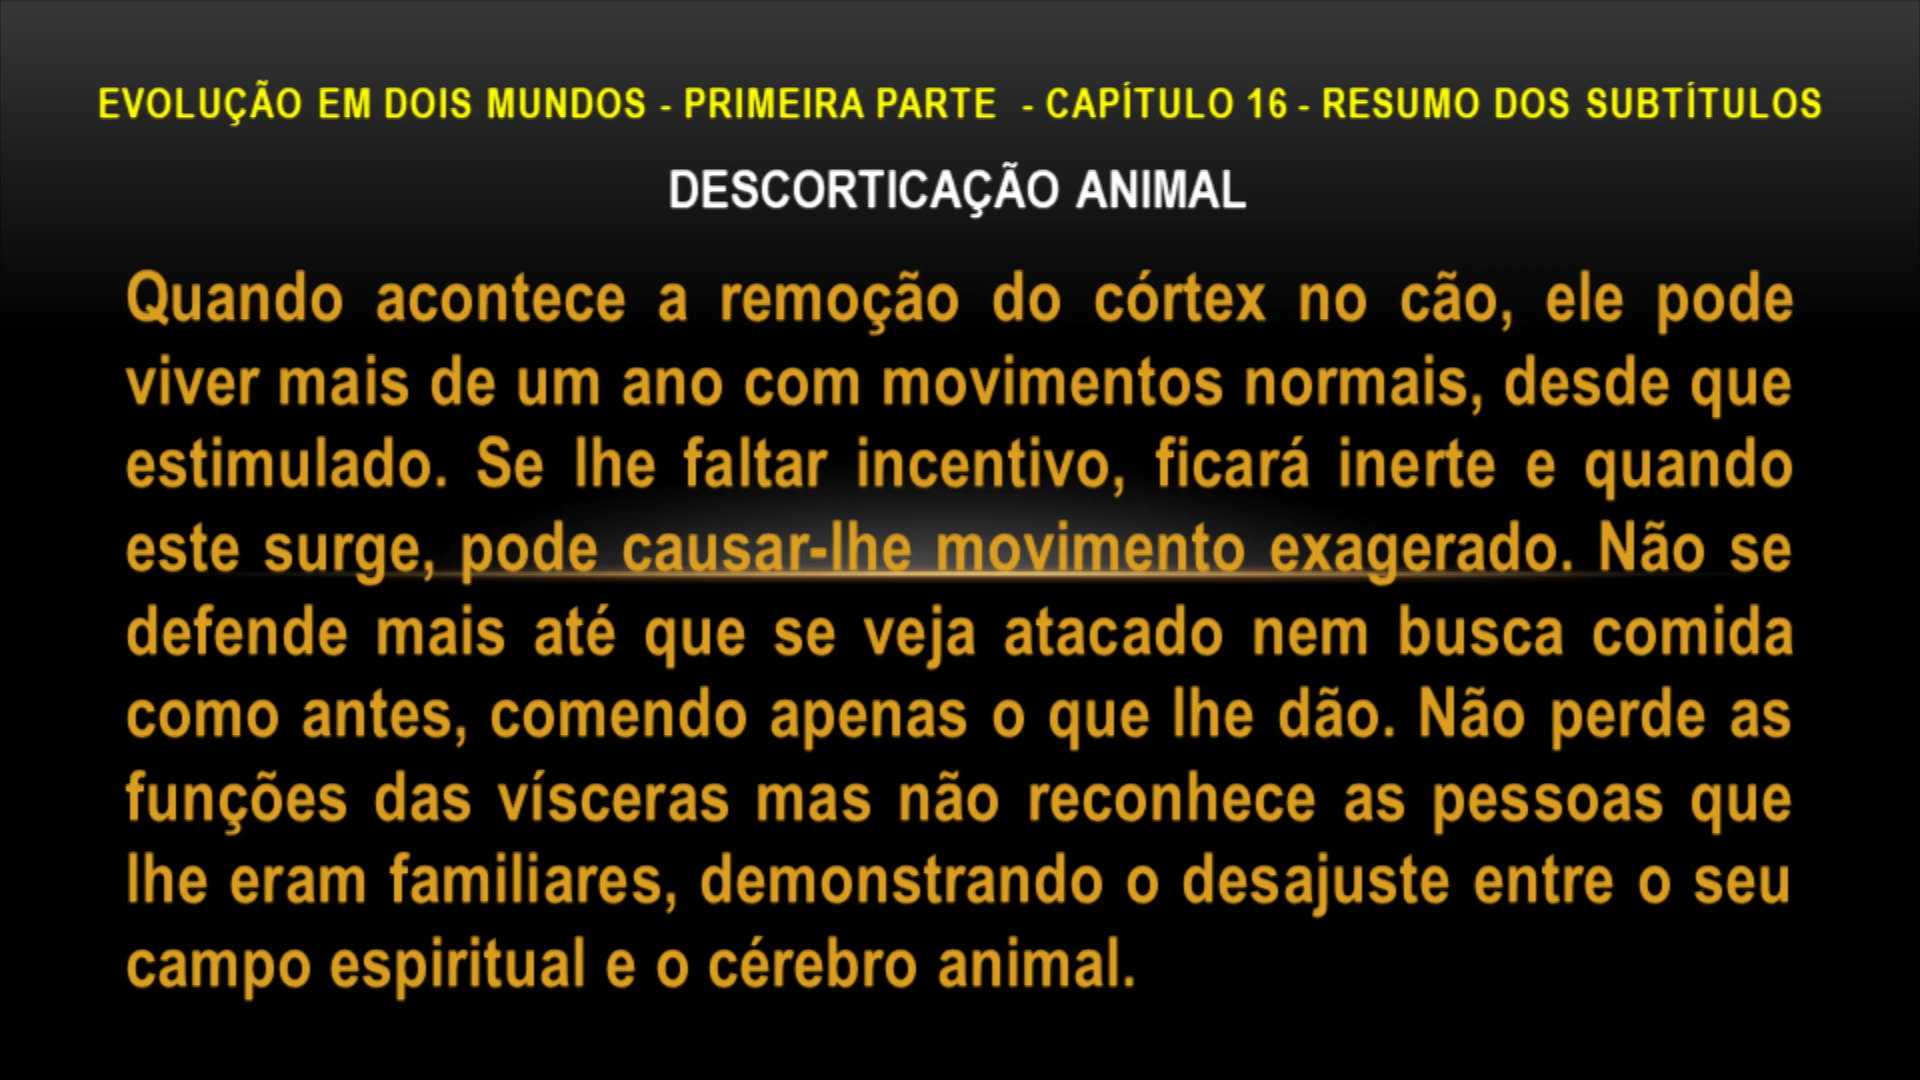 EVOLUÇÃO EM DOIS MUNDOS - PRIMEIRA PARTE - CAPÍTULO 16 - RESUMO DOS SUBTÍTULOS
DESCORTICAÇÃO ANIMAL
Quando acontece a remoção do córtex no cão, ele pode
viver mais de um ano com movimentos normais, desde que
estimulado. Se lhe faltar incentivo, ficará inerte e quando
este surge, pode causar-lhe movimento exagerado. Não se
defende mais até que se veja atacado nem busca comida
como antes, comendo apenas o que lhe dão. Não perde as
funções das vísceras mas não reconhece as pessoas que
lhe eram familiares, demonstrando o desajuste entre o seu
campo espiritual e o cérebro animal.